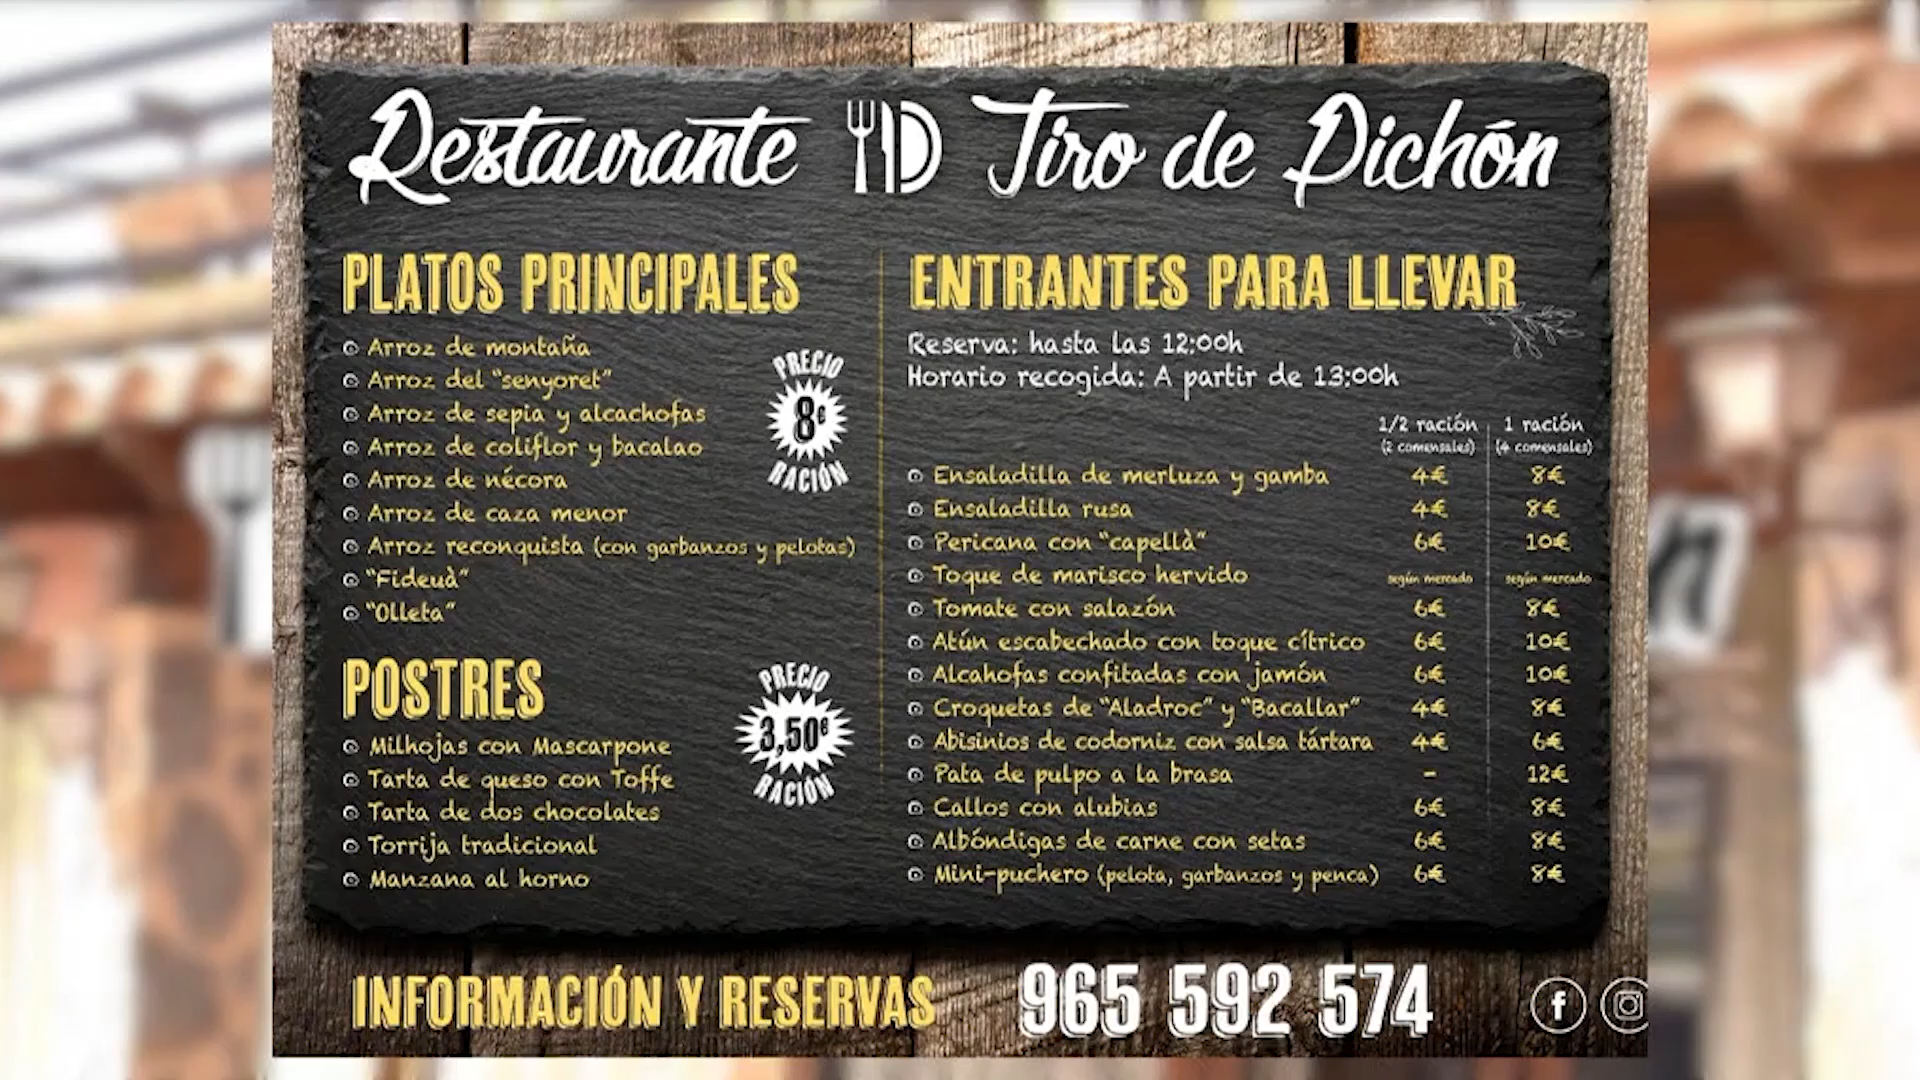 Restaurante Tiro de Pichón
PLATOS PRINCIPALES
Arroz de montaña
Arroz del "senyoret"
Arroz de sepia y alcachofas
Arroz de coliflor y bacalao
Arroz de nécora
Arroz de caza menor
Arroz reconquista (con garbanzos y pelotas)
"Fideuà"
"Olleta"
PRECIO
8€
RACIÓN
POSTRES
Milhojas con Mascarpone
Tarta de queso con Toffe
Tarta de dos chocolates
Torrija tradicional
Manzana al horno
PRECIO
3,50€
RACIÓN
ENTRANTES PARA LLEVAR
Reserva: hasta las 12:00h
Horario recogida: A partir de 13:00h
1/2 ración 1 ración
(2 comensales) (4 comensales)
Ensaladilla de merluza y gamba 4€ 8€
Ensaladilla rusa 4€ 8€
Pericana con "capellà" 6€ 10€
Toque de marisco hervido según mercado según mercado
Tomate con salazón 6€ 8€
Atún escabechado con toque cítrico 6€ 10€
Alcahofas confitadas con jamón 6€ 10€
Croquetas de "Aladroc" y "Bacallar" 4€ 8€
Abisinios de codorniz con salsa tártara 4€ 6€
Pata de pulpo a la brasa - 12€
Callos con alubias 6€ 8€
Albóndigas de carne con setas 6€ 8€
Mini-puchero (pelota, garbanzos y penca) 6€ 8€
INFORMACIÓN Y RESERVAS 965 592 574